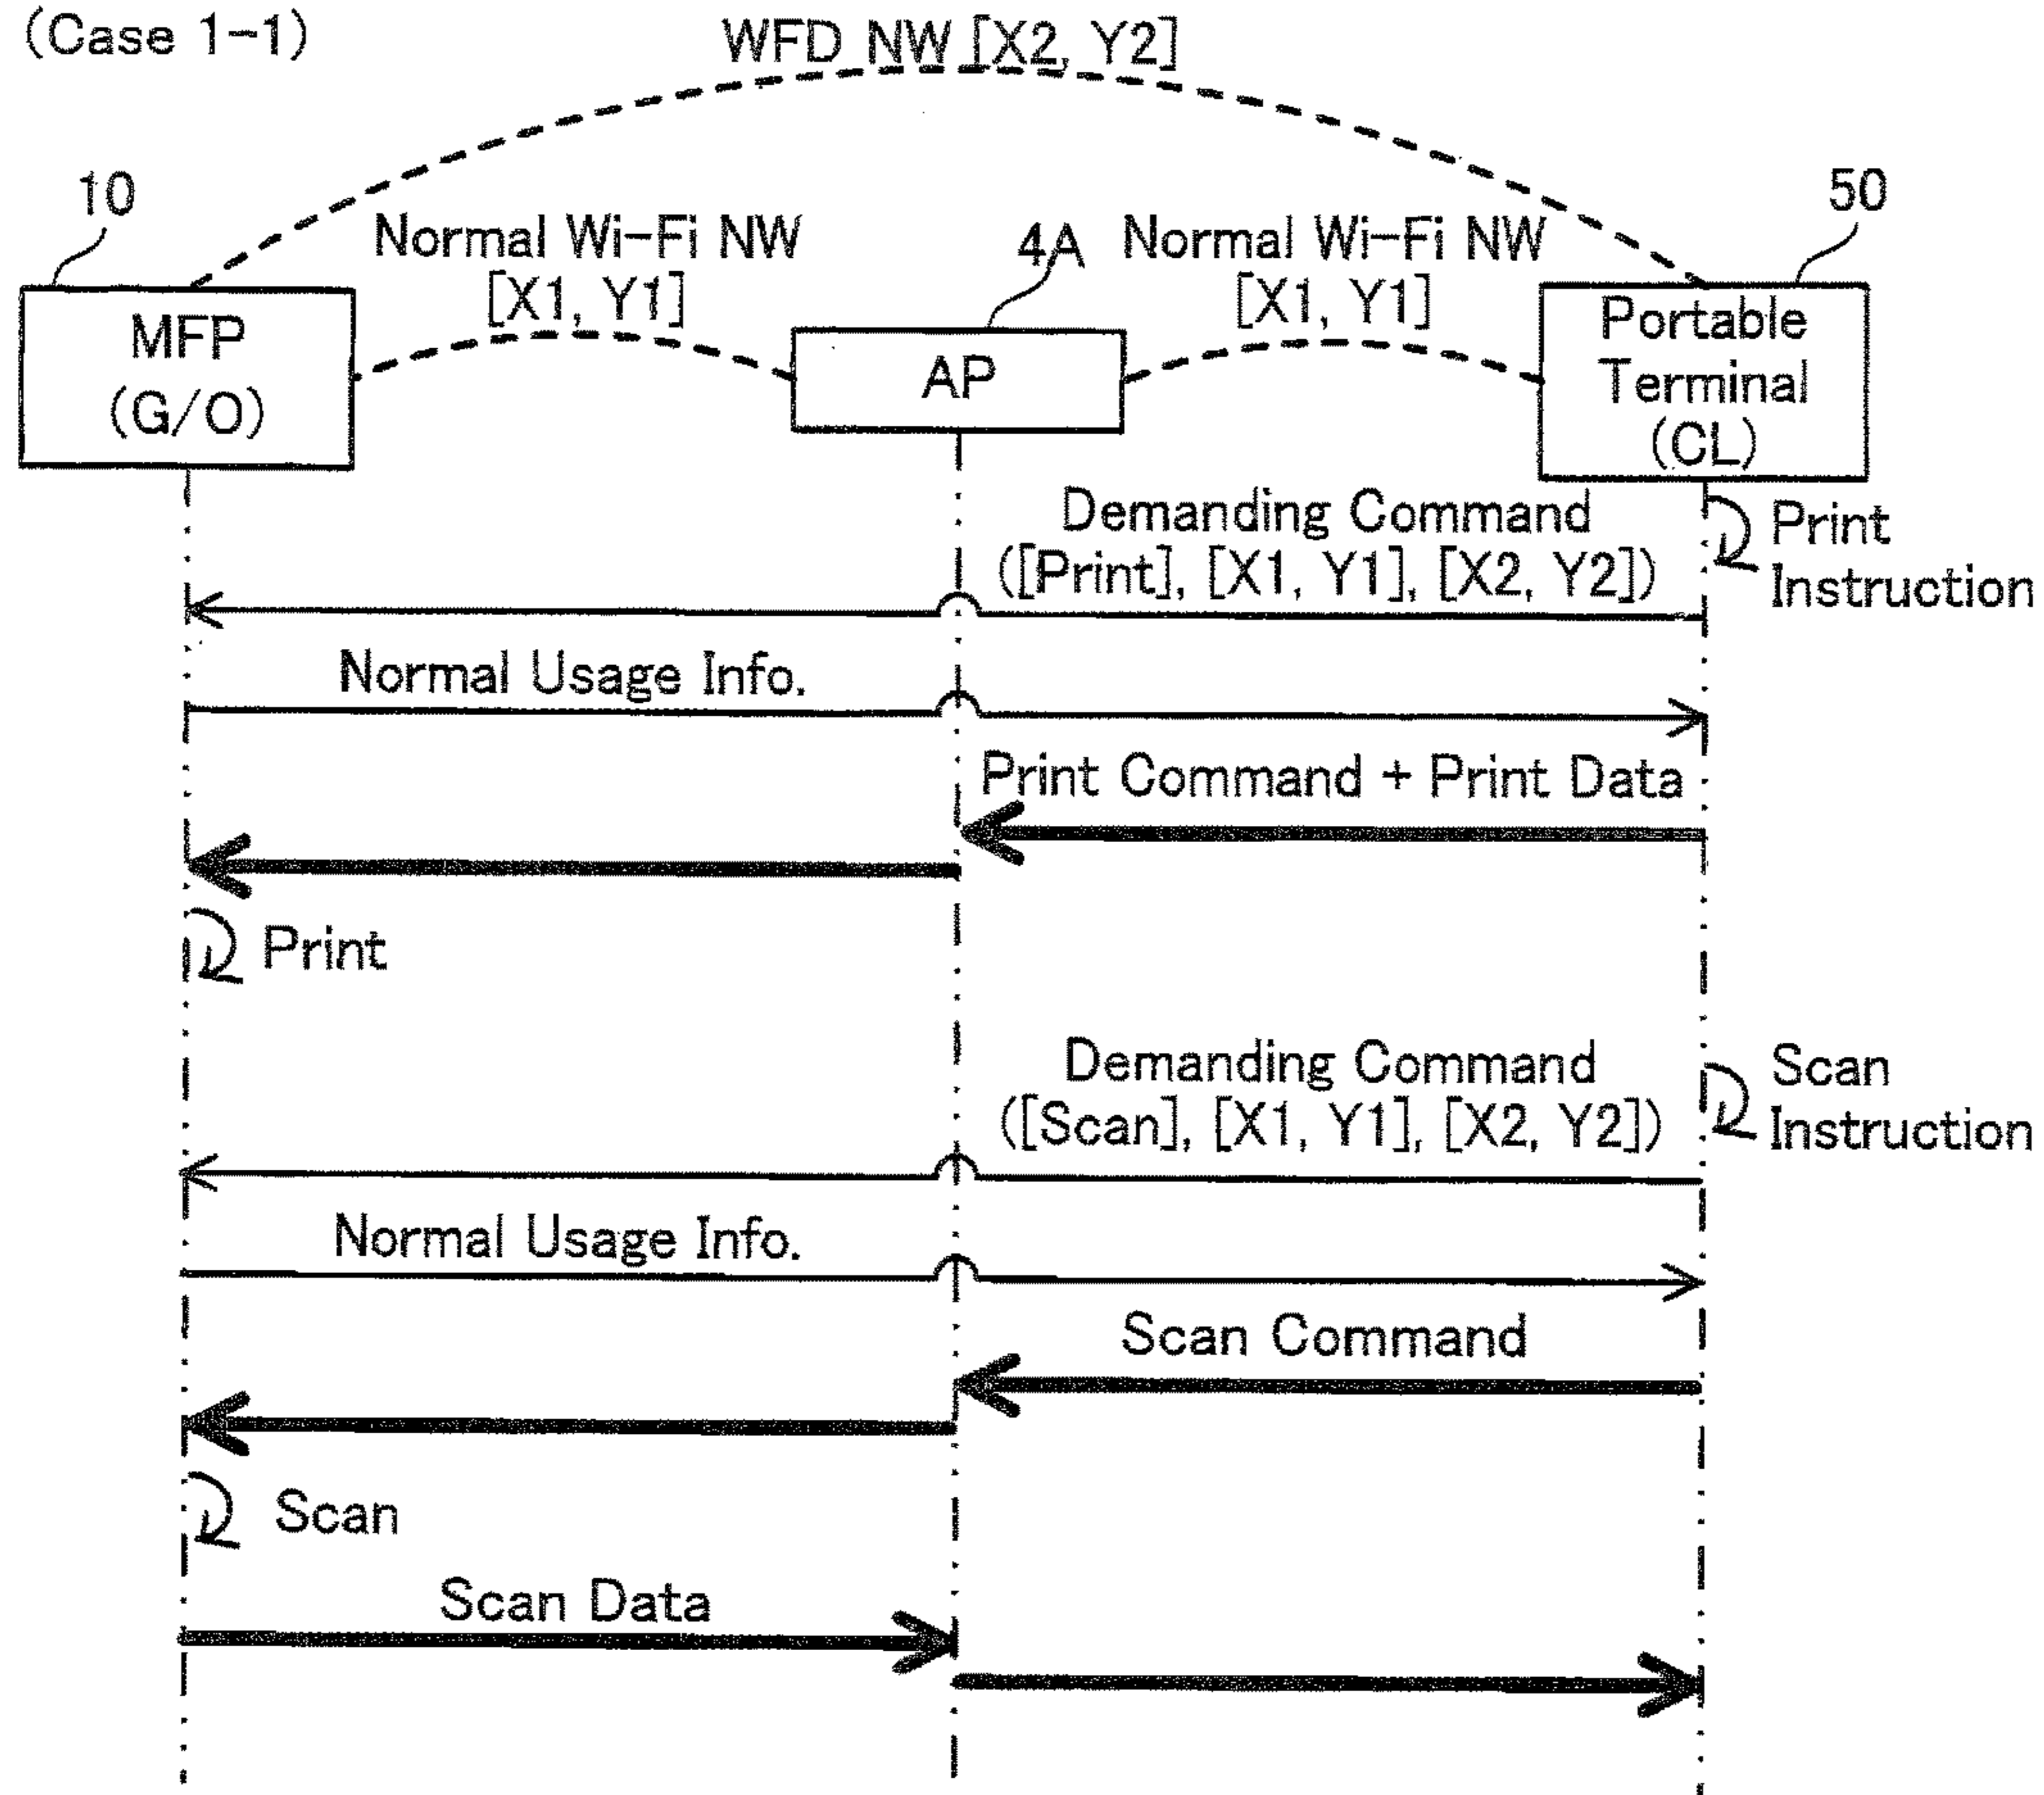 (Case 1-1)
WFD NW [X2, Y2]
10
Normal Wi-Fi NW
[X1, Y1]
4A
Normal Wi-Fi NW
[X1, Y1]
50
MFP
(G/O)
AP
Portable
Terminal
(CL)
Demanding Command
([Print], [X1, Y1], [X2, Y2])
Print
Instruction
Normal Usage Info.
Print Command + Print Data
Print
Demanding Command
([Scan], [X1, Y1], [X2, Y2])
Scan
Instruction
Normal Usage Info.
Scan Command
Scan
Scan Data